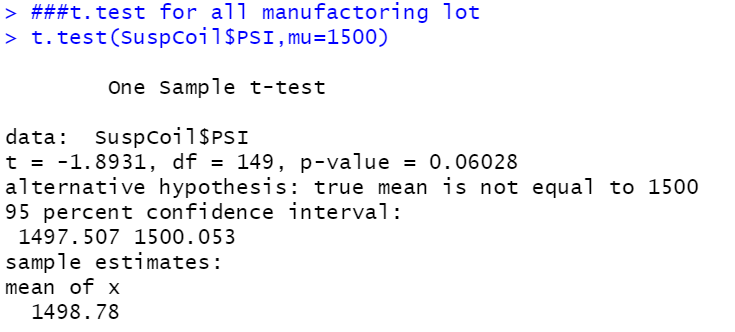 > ###t.test for all manufactoring lot
> t.test(SuspCoil$PSI,mu=1500)
One Sample t-test
data:  SuspCoil$PSI
t = -1.8931, df = 149, p-value = 0.06028
alternative hypothesis: true mean is not equal to 1500
95 percent confidence interval:
 1497.507 1500.053
sample estimates:
mean of x
  1498.78